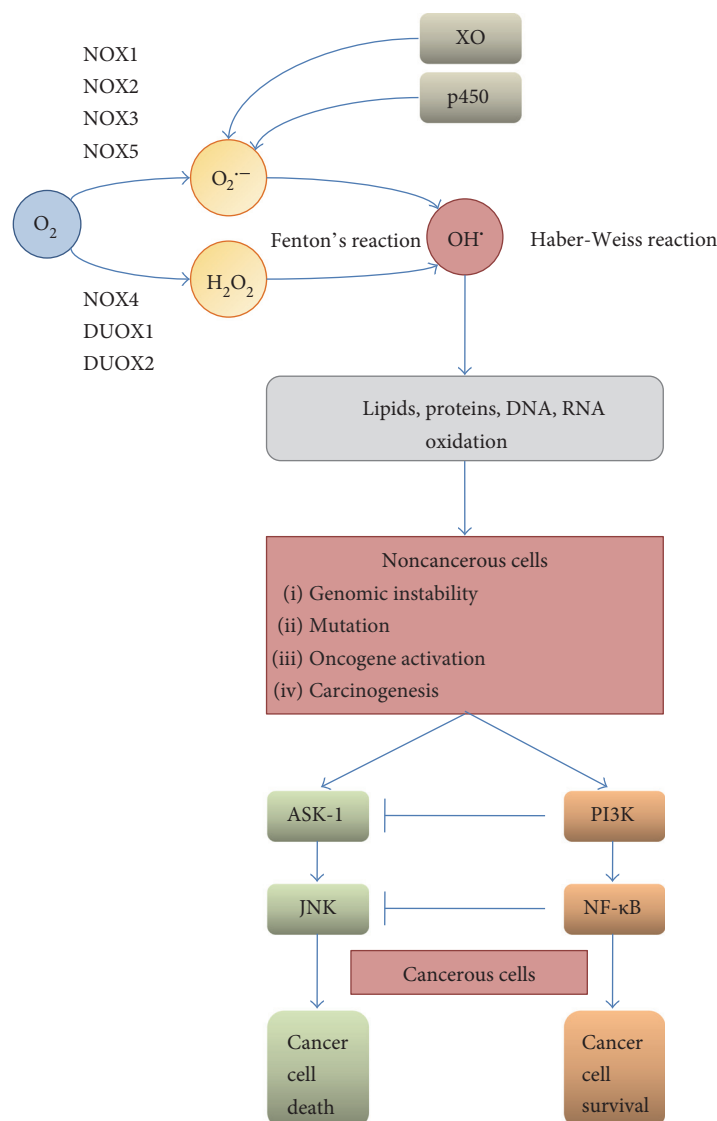 XO
NOX1
NOX2
p450
NOX3
NOX5
O₂·−
O₂
Fenton's reaction
OH·
Haber-Weiss reaction
H₂O₂
NOX4
DUOX1
DUOX2
Lipids, proteins, DNA, RNA
oxidation
Noncancerous cells
(i) Genomic instability
(ii) Mutation
(iii) Oncogene activation
(iv) Carcinogenesis
ASK-1
PI3K
JNK
NF-κB
Cancerous cells
Cancer
cell
death
Cancer
cell
survival